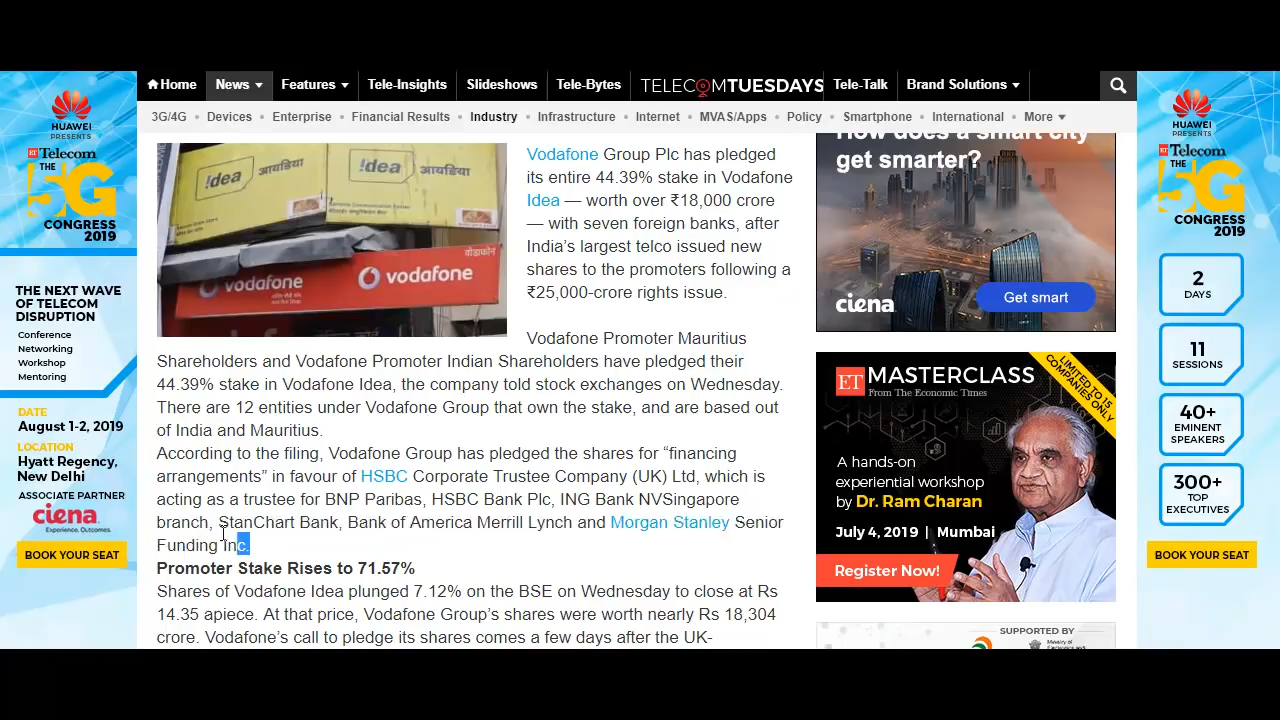 Home
News
Features
Tele-Insights
Slideshows
Tele-Bytes
TELECOMTUESDAYS
Tele-Talk
Brand Solutions
3G/4G
Devices
Enterprise
Financial Results
Industry
Infrastructure
Internet
MVAS/Apps
Policy
Smartphone
International
More
HUAWEI
PRESENTS
ET Telecom
THE
5G
CONGRESS
2019
THE NEXT WAVE
OF TELECOM
DISRUPTION
Conference
Networking
Workshop
Mentoring
DATE
August 1-2, 2019
LOCATION
Hyatt Regency,
New Delhi
ASSOCIATE PARTNER
ciena
Experience. Outcomes.
BOOK YOUR SEAT
!dea आयडिया
!dea आयडिया
वोडाफोन
vodafone
vodafone
Vodafone Group Plc has pledged
its entire 44.39% stake in Vodafone
Idea — worth over ₹18,000 crore
— with seven foreign banks, after
India’s largest telco issued new
shares to the promoters following a
₹25,000-crore rights issue.
Vodafone Promoter Mauritius
Shareholders and Vodafone Promoter Indian Shareholders have pledged their
44.39% stake in Vodafone Idea, the company told stock exchanges on Wednesday.
There are 12 entities under Vodafone Group that own the stake, and are based out
of India and Mauritius.
According to the filing, Vodafone Group has pledged the shares for “financing
arrangements” in favour of HSBC Corporate Trustee Company (UK) Ltd, which is
acting as a trustee for BNP Paribas, HSBC Bank Plc, ING Bank NVSingapore
branch, StanChart Bank, Bank of America Merrill Lynch and Morgan Stanley Senior
Funding Inc.
Promoter Stake Rises to 71.57%
Shares of Vodafone Idea plunged 7.12% on the BSE on Wednesday to close at Rs
14.35 apiece. At that price, Vodafone Group’s shares were worth nearly Rs 18,304
crore. Vodafone’s call to pledge its shares comes a few days after the UK-
How does a smart city
get smarter?
ciena
Get smart
LIMITED TO 15
COMPANIES ONLY
ET MASTERCLASS
From The Economic Times
A hands-on
experiential workshop
by Dr. Ram Charan
July 4, 2019 | Mumbai
Register Now!
SUPPORTED BY
HUAWEI
PRESENTS
ET Telecom
THE
5G
CONGRESS
2019
2
DAYS
11
SESSIONS
40+
EMINENT
SPEAKERS
300+
TOP
EXECUTIVES
BOOK YOUR SEAT